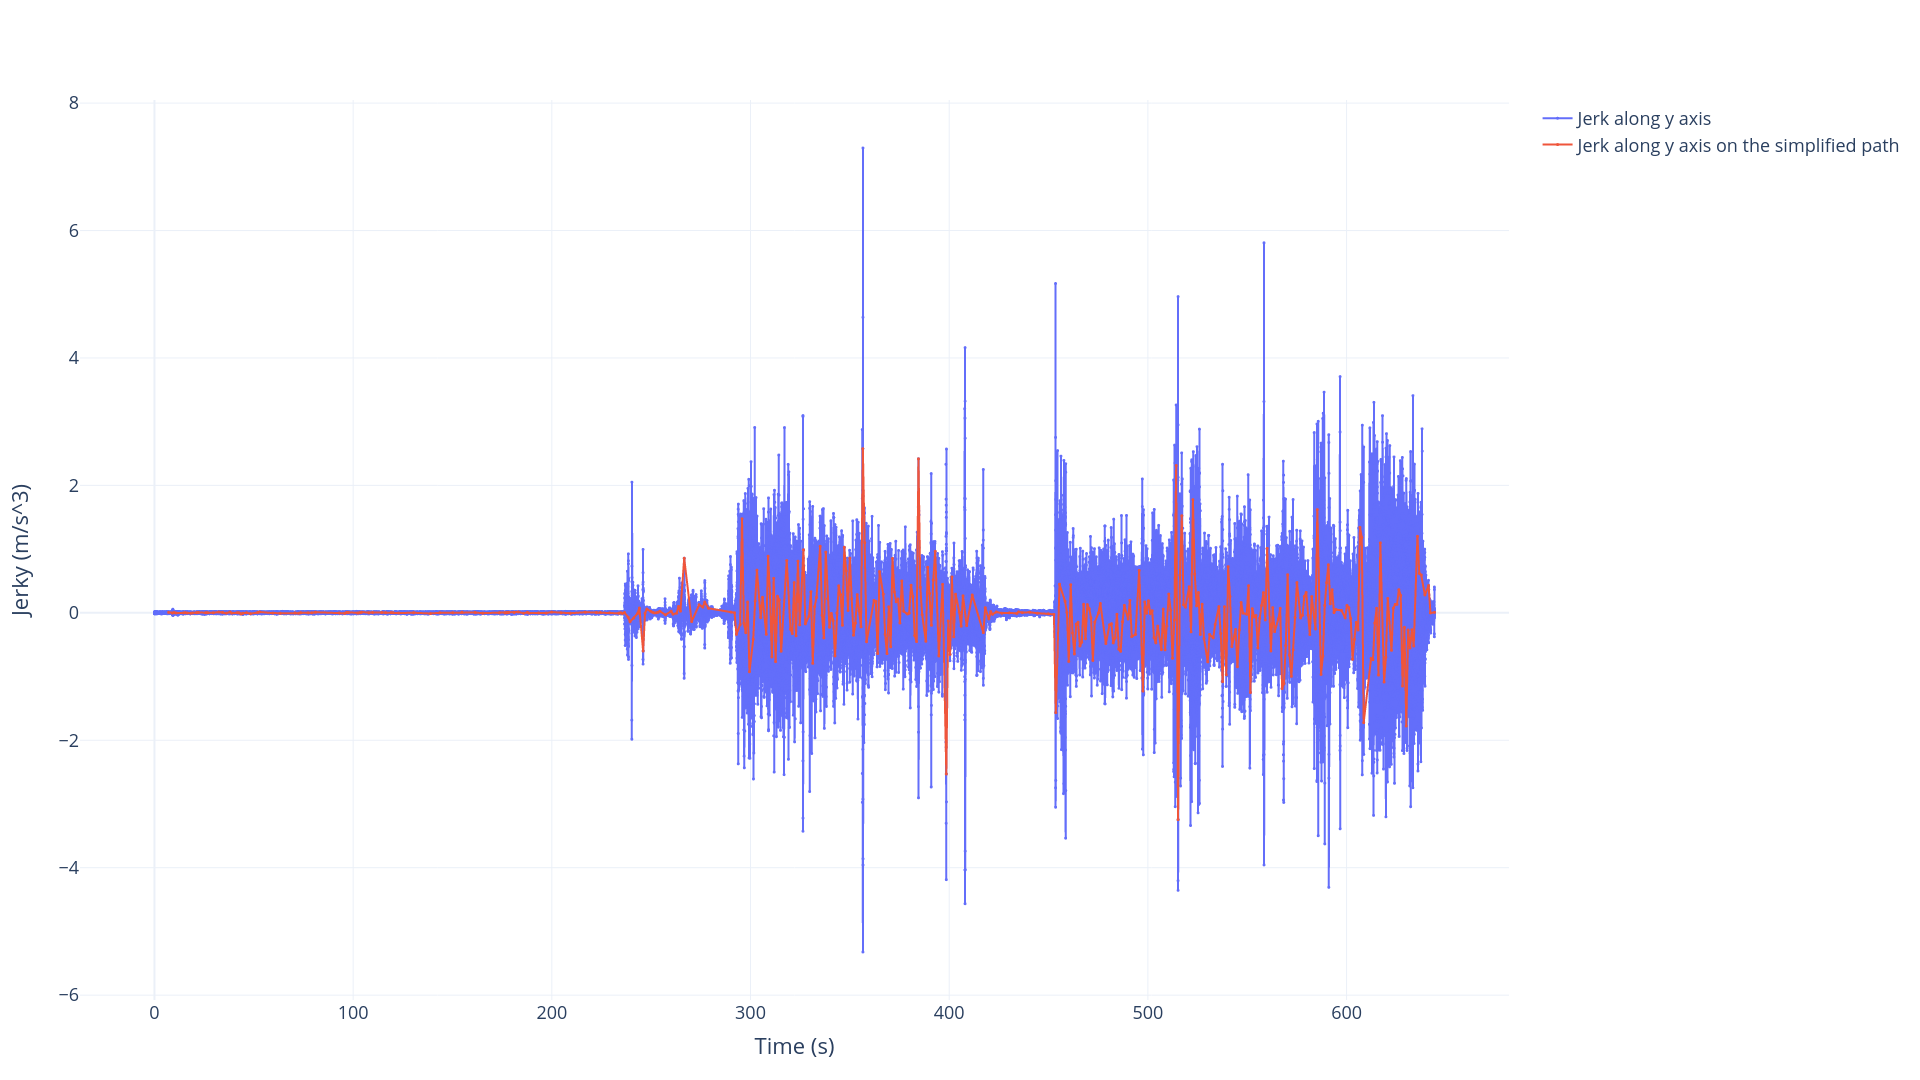 8
6
4
2
0
−2
−4
−6
Jerky (m/s^3)
0 100 200 300 400 500 600
Time (s)
Jerk along y axis
Jerk along y axis on the simplified path